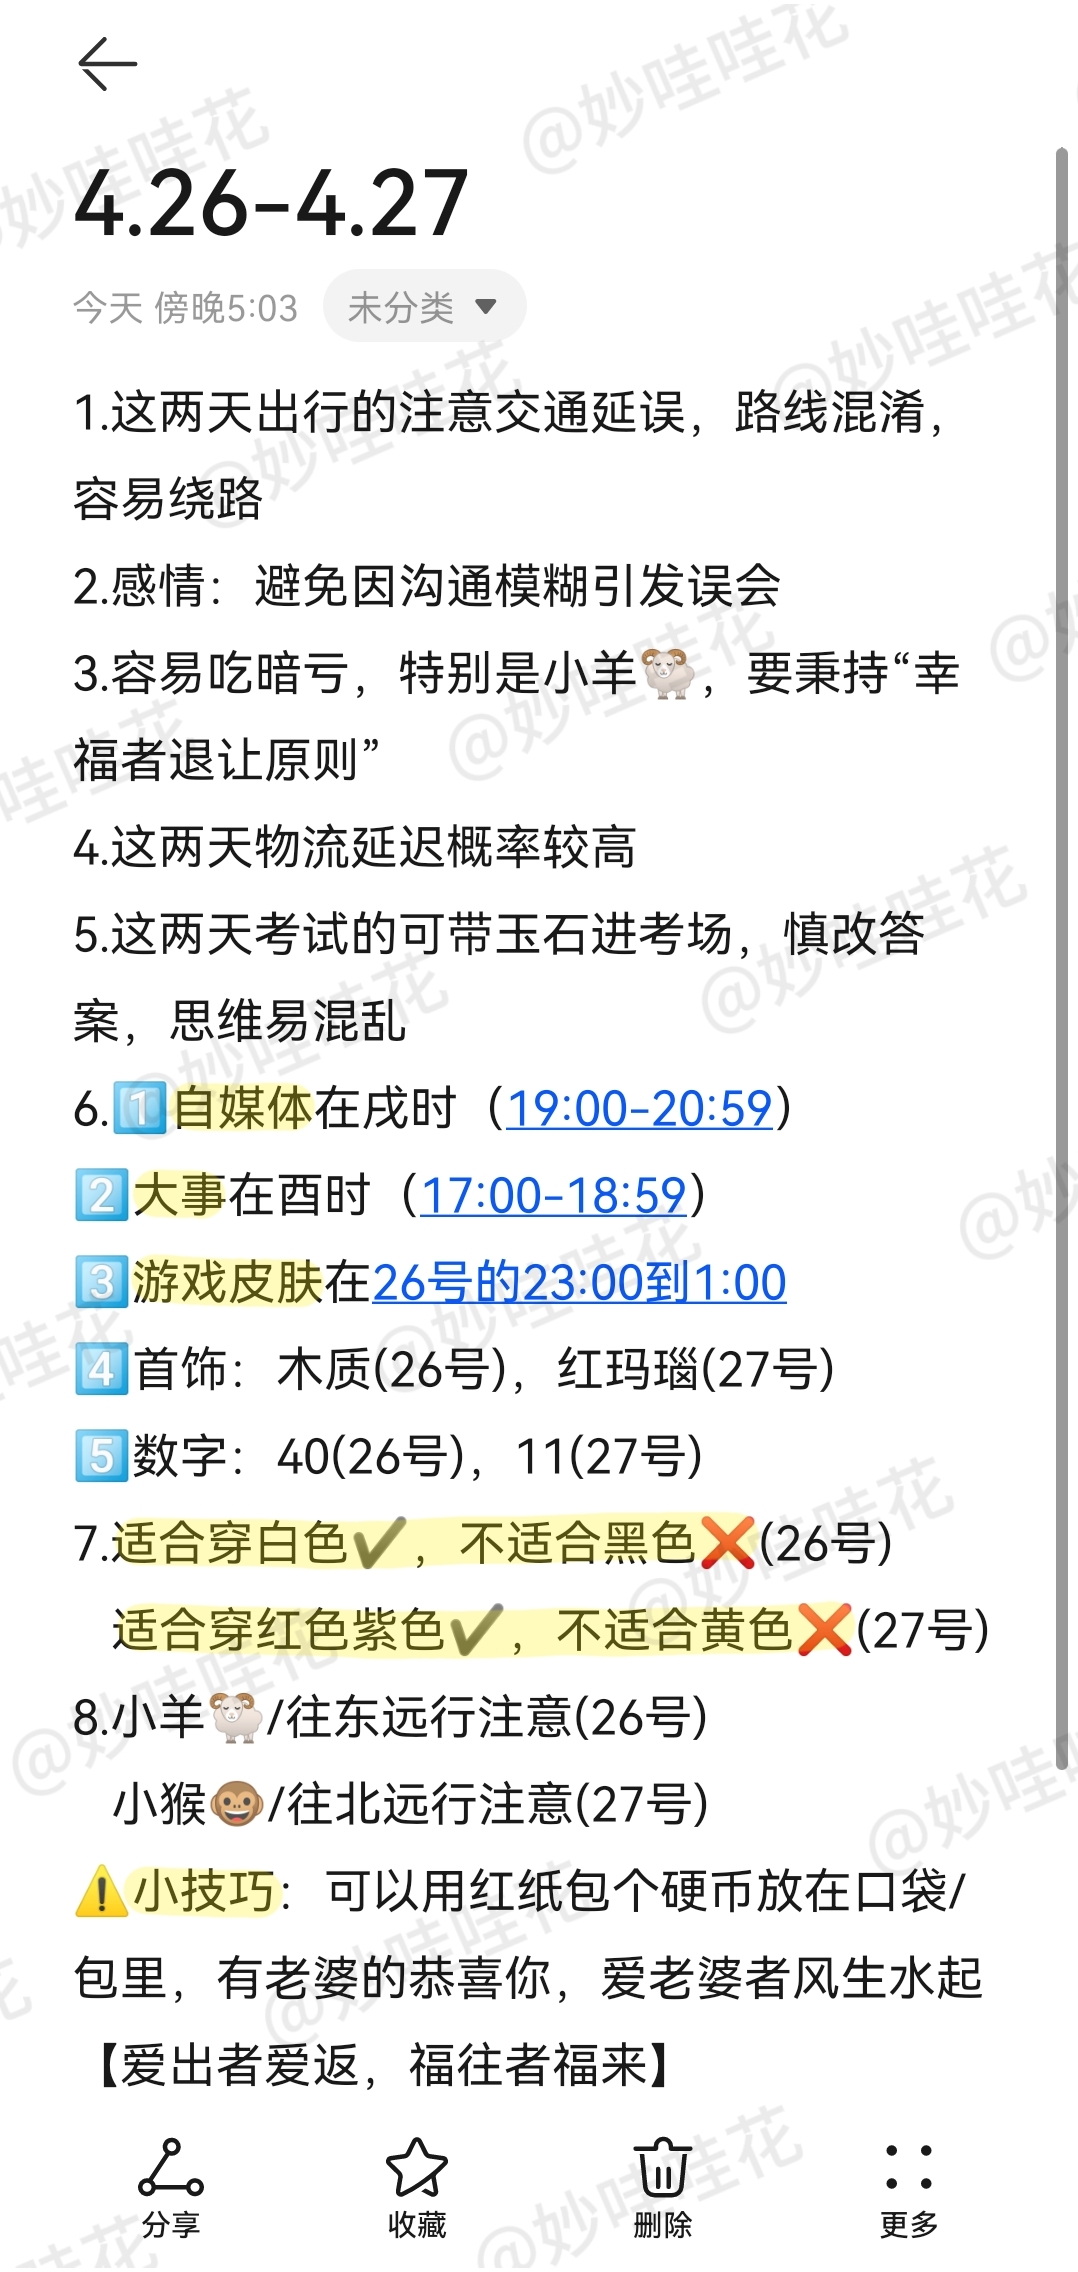 4.26-4.27
今天 傍晚5:03 未分类
1.这两天出行的注意交通延误，路线混淆，
容易绕路
2.感情：避免因沟通模糊引发误会
3.容易吃暗亏，特别是小羊🐏，要秉持“幸
福者退让原则”
4.这两天物流延迟概率较高
5.这两天考试的可带玉石进考场，慎改答
案，思维易混乱
6.1️⃣自媒体在戌时（19:00-20:59）
2️⃣大事在酉时（17:00-18:59）
3️⃣游戏皮肤在26号的23:00到1:00
4️⃣首饰：木质(26号)，红玛瑙(27号)
5️⃣数字：40(26号)，11(27号)
7.适合穿白色✔️，不适合黑色❌(26号)
适合穿红色紫色✔️，不适合黄色❌(27号)
8.小羊🐏/往东远行注意(26号)
小猴🐵/往北远行注意(27号)
⚠️小技巧：可以用红纸包个硬币放在口袋/
包里，有老婆的恭喜你，爱老婆者风生水起
【爱出者爱返，福往者福来】
分享 收藏 删除 更多
@妙哇哇花